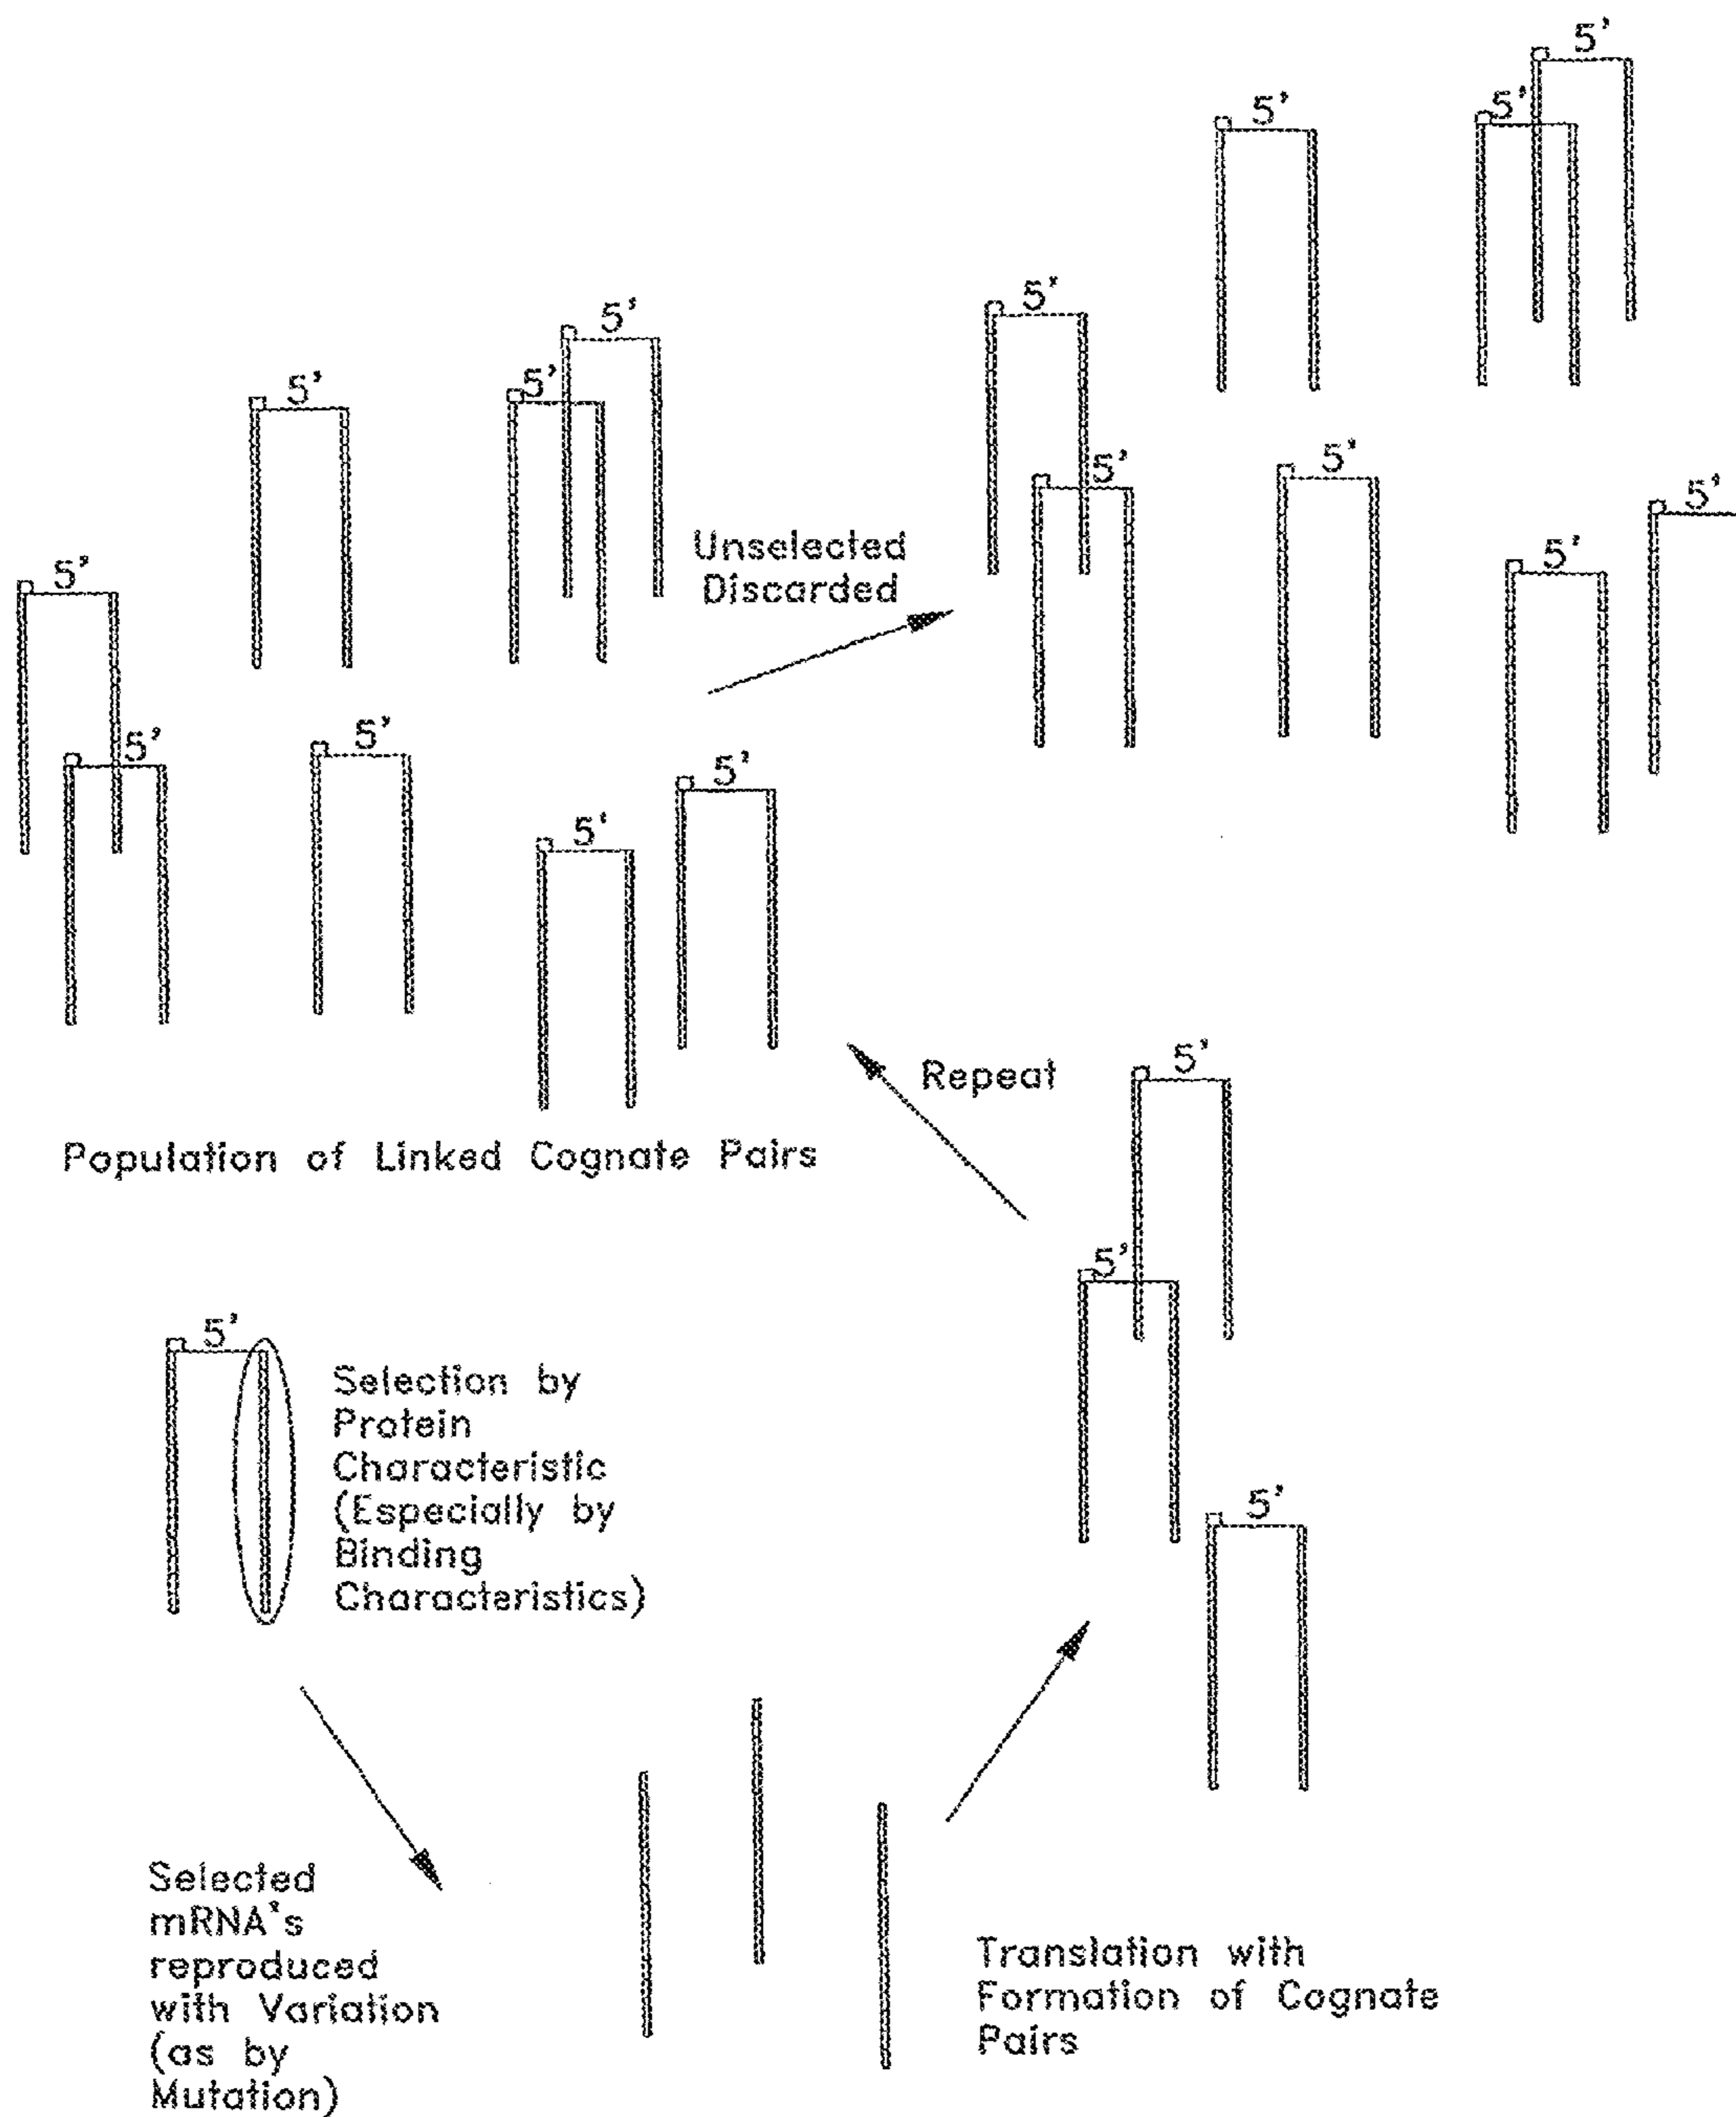 5'
5'
5'
5'
5'
5'
5'
5'
5'
5'
5'
Unselected
Discarded
5'
5'
5'
5'
5'
5'
Repeat
Population of Linked Cognate Pairs
5'
5'
Selection by
Protein
Characteristic
(Especially by
Binding
Characteristics)
5'
Selected
mRNA's
reproduced
with Variation
(as by
Mutation)
Translation with
Formation of Cognate
Pairs